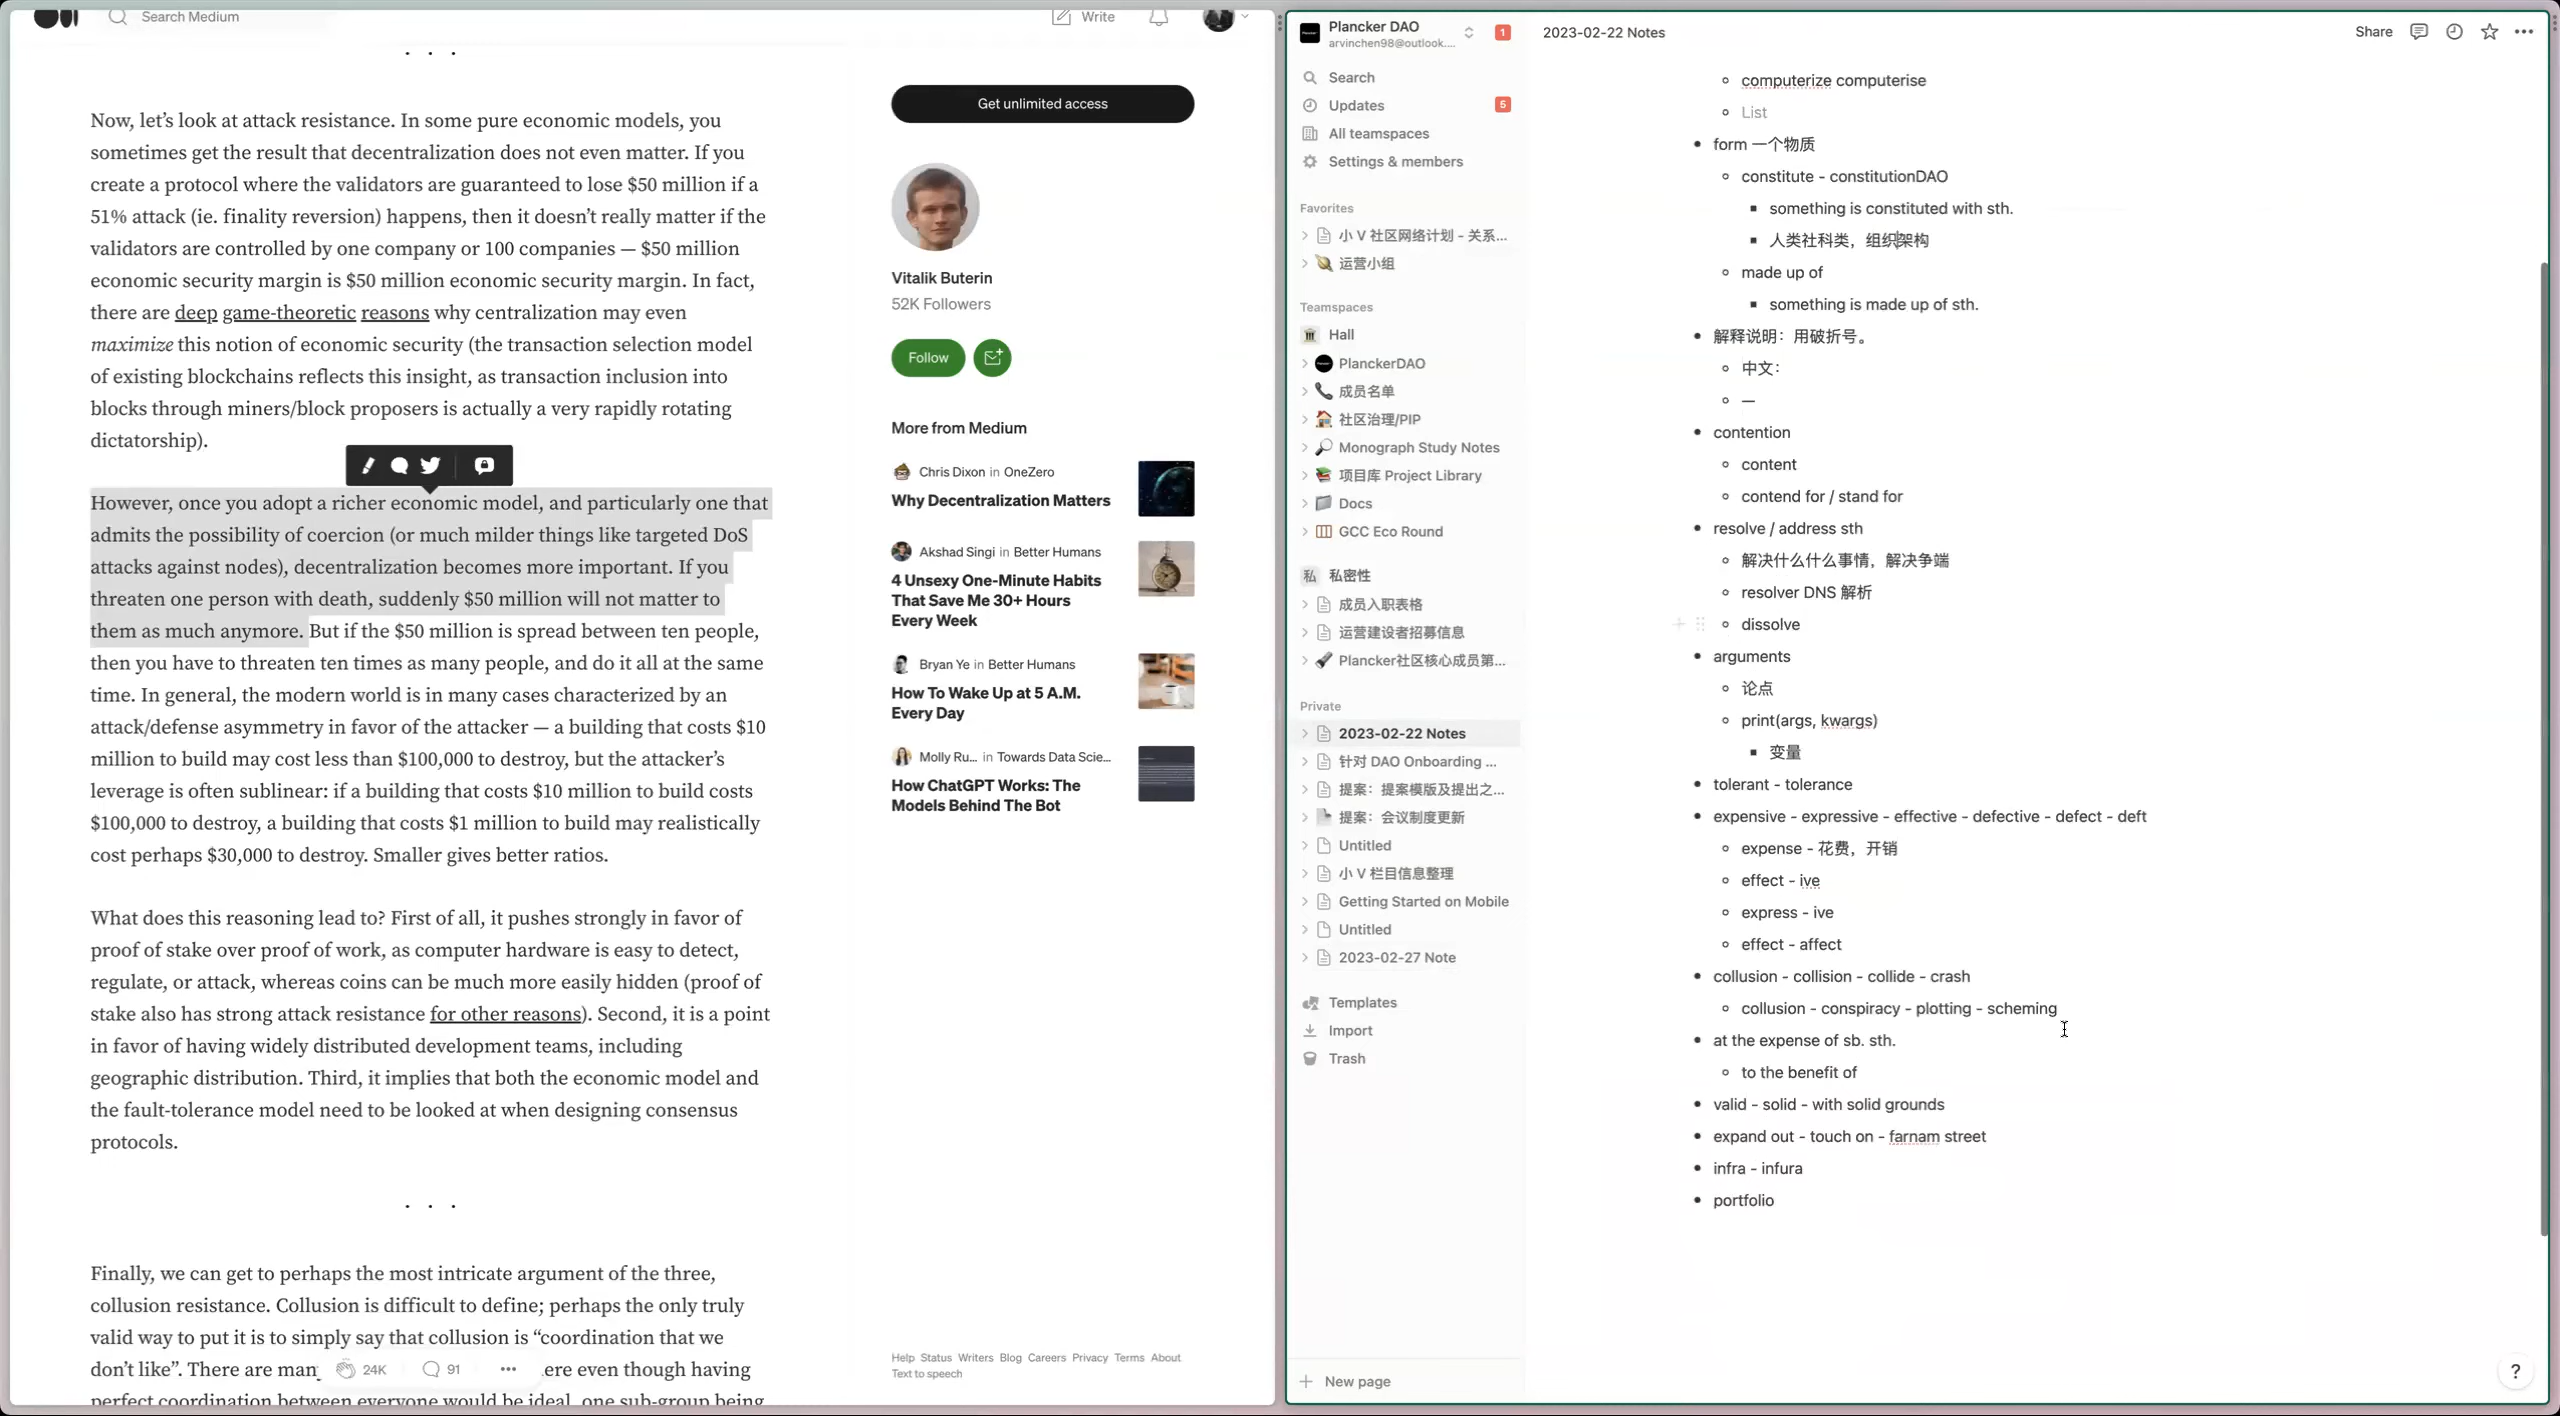 Search Medium
Write
. . .
Now, let’s look at attack resistance. In some pure economic models, you
sometimes get the result that decentralization does not even matter. If you
create a protocol where the validators are guaranteed to lose $50 million if a
51% attack (ie. finality reversion) happens, then it doesn’t really matter if the
validators are controlled by one company or 100 companies — $50 million
economic security margin is $50 million economic security margin. In fact,
there are deep game-theoretic reasons why centralization may even
maximize this notion of economic security (the transaction selection model
of existing blockchains reflects this insight, as transaction inclusion into
blocks through miners/block proposers is actually a very rapidly rotating
dictatorship).
However, once you adopt a richer economic model, and particularly one that
admits the possibility of coercion (or much milder things like targeted DoS
attacks against nodes), decentralization becomes more important. If you
threaten one person with death, suddenly $50 million will not matter to
them as much anymore. But if the $50 million is spread between ten people,
then you have to threaten ten times as many people, and do it all at the same
time. In general, the modern world is in many cases characterized by an
attack/defense asymmetry in favor of the attacker — a building that costs $10
million to build may cost less than $100,000 to destroy, but the attacker’s
leverage is often sublinear: if a building that costs $10 million to build costs
$100,000 to destroy, a building that costs $1 million to build may realistically
cost perhaps $30,000 to destroy. Smaller gives better ratios.
What does this reasoning lead to? First of all, it pushes strongly in favor of
proof of stake over proof of work, as computer hardware is easy to detect,
regulate, or attack, whereas coins can be much more easily hidden (proof of
stake also has strong attack resistance for other reasons). Second, it is a point
in favor of having widely distributed development teams, including
geographic distribution. Third, it implies that both the economic model and
the fault-tolerance model need to be looked at when designing consensus
protocols.
. . .
Finally, we can get to perhaps the most intricate argument of the three,
collusion resistance. Collusion is difficult to define; perhaps the only truly
valid way to put it is to simply say that collusion is “coordination that we
don’t like”. There are man ere even though having
24K 91
perfect coordination between everyone would be ideal, one sub-group being
Get unlimited access
Vitalik Buterin
52K Followers
Follow
More from Medium
Chris Dixon in OneZero
Why Decentralization Matters
Akshad Singi in Better Humans
4 Unsexy One-Minute Habits
That Save Me 30+ Hours
Every Week
Bryan Ye in Better Humans
How To Wake Up at 5 A.M.
Every Day
Molly Ru... in Towards Data Scie...
How ChatGPT Works: The
Models Behind The Bot
Help Status Writers Blog Careers Privacy Terms About
Text to speech
Plancker DAO
arvinchen98@outlook....
1
Search
Updates 5
All teamspaces
Settings & members
Favorites
小 V 社区网络计划 - 关系...
运营小组
Teamspaces
Hall
PlanckerDAO
成员名单
社区治理/PIP
Monograph Study Notes
项目库 Project Library
Docs
GCC Eco Round
私 私密性
成员入职表格
运营建设者招募信息
Plancker社区核心成员第...
Private
2023-02-22 Notes
针对 DAO Onboarding ...
提案：提案模版及提出之...
提案：会议制度更新
Untitled
小 V 栏目信息整理
Getting Started on Mobile
Untitled
2023-02-27 Note
Templates
Import
Trash
New page
2023-02-22 Notes
Share
computerize computerise
List
form 一个物质
constitute - constitutionDAO
something is constituted with sth.
人类社科类，组织架构
made up of
something is made up of sth.
解释说明：用破折号。
中文：
—
contention
content
contend for / stand for
resolve / address sth
解决什么什么事情，解决争端
resolver DNS 解析
dissolve
arguments
论点
print(args, kwargs)
变量
tolerant - tolerance
expensive - expressive - effective - defective - defect - deft
expense - 花费，开销
effect - ive
express - ive
effect - affect
collusion - collision - collide - crash
collusion - conspiracy - plotting - scheming
at the expense of sb. sth.
to the benefit of
valid - solid - with solid grounds
expand out - touch on - farnam street
infra - infura
portfolio
?